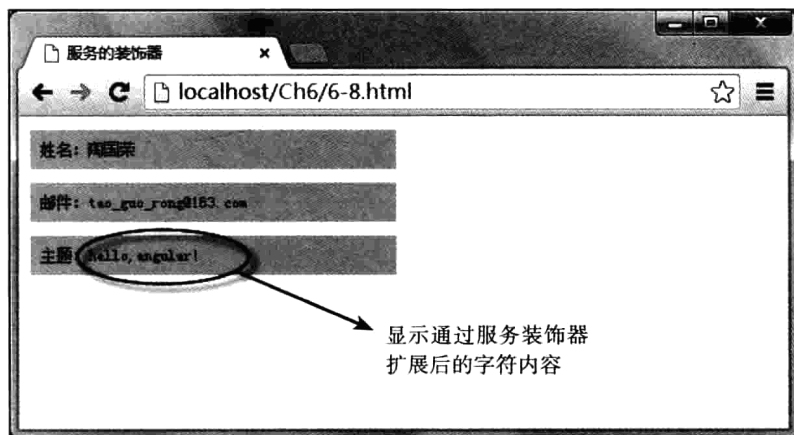 服务的装饰器
localhost/Ch6/6-8.html
姓名：陶国荣
邮件：tao_guo_rong@163.com
主题：hello,angular!
显示通过服务装饰器
扩展后的字符内容